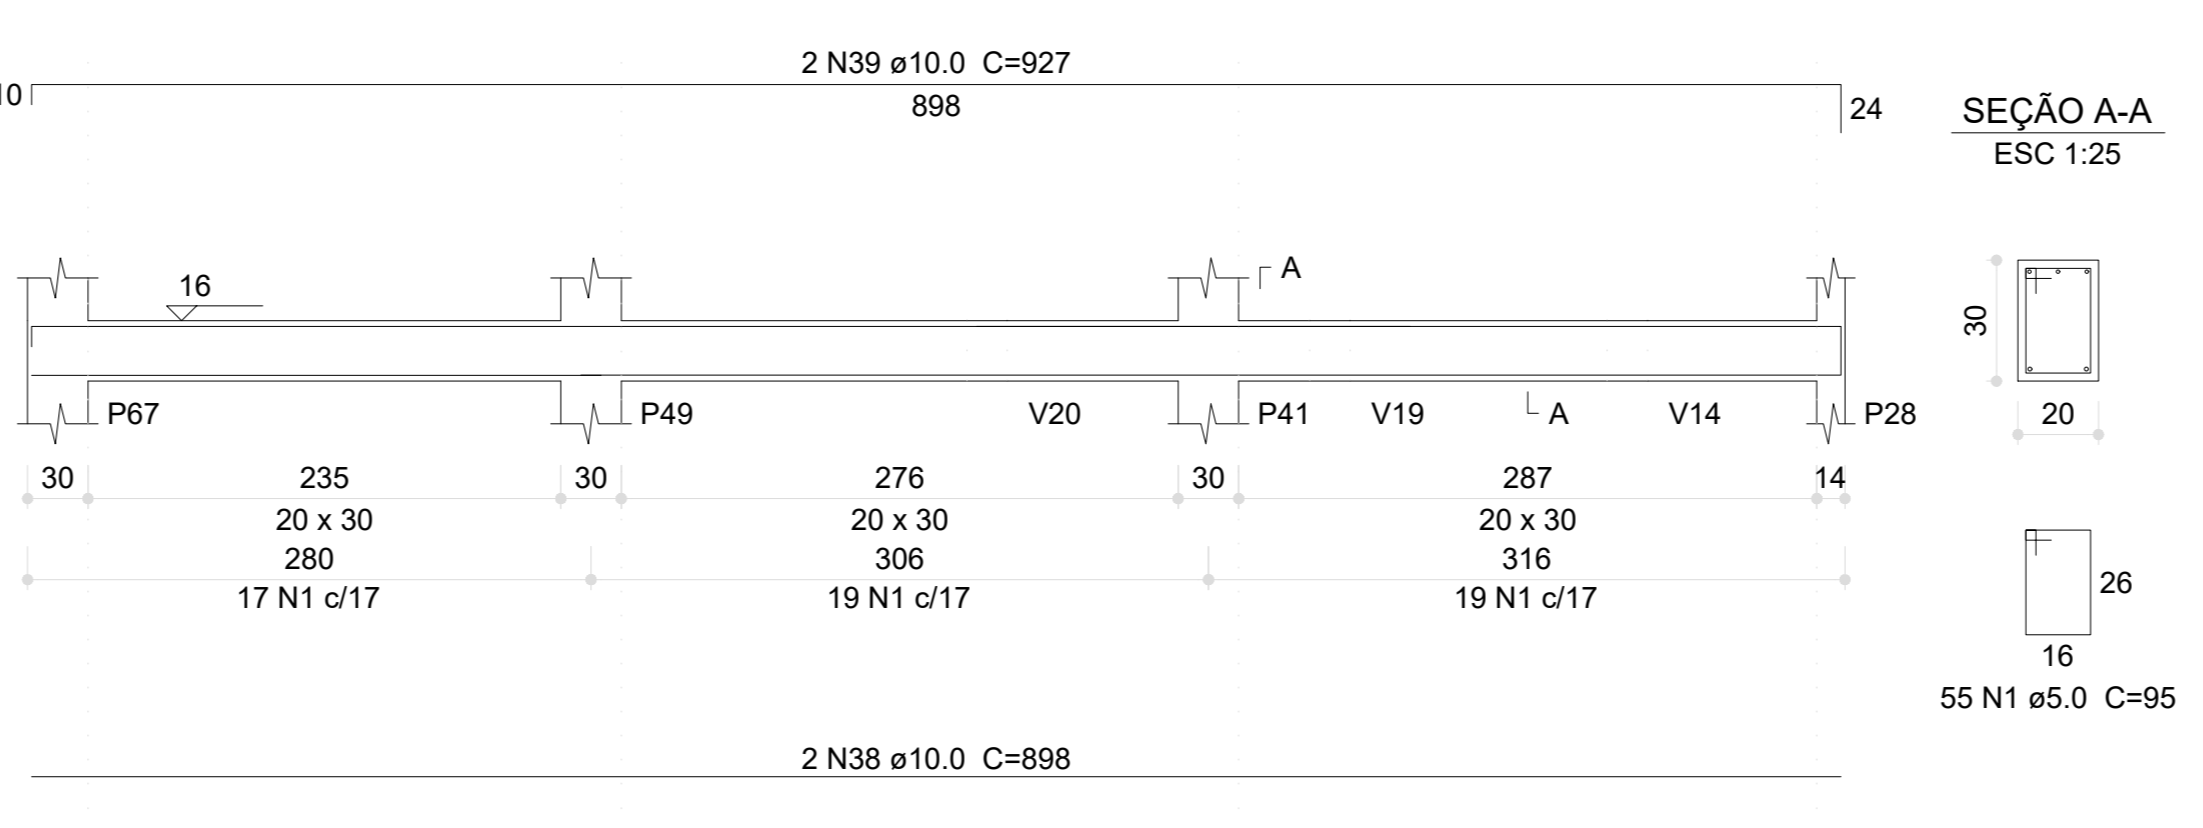 2 N39 ø10.0 C=927
10
898
24
SEÇÃO A-A
ESC 1:25
16
A
30
P67
P49
V20
P41
V19
A
V14
P28
20
30
235
30
276
30
287
14
20 x 30
20 x 30
20 x 30
280
306
316
17 N1 c/17
19 N1 c/17
19 N1 c/17
26
16
55 N1 ø5.0 C=95
2 N38 ø10.0 C=898